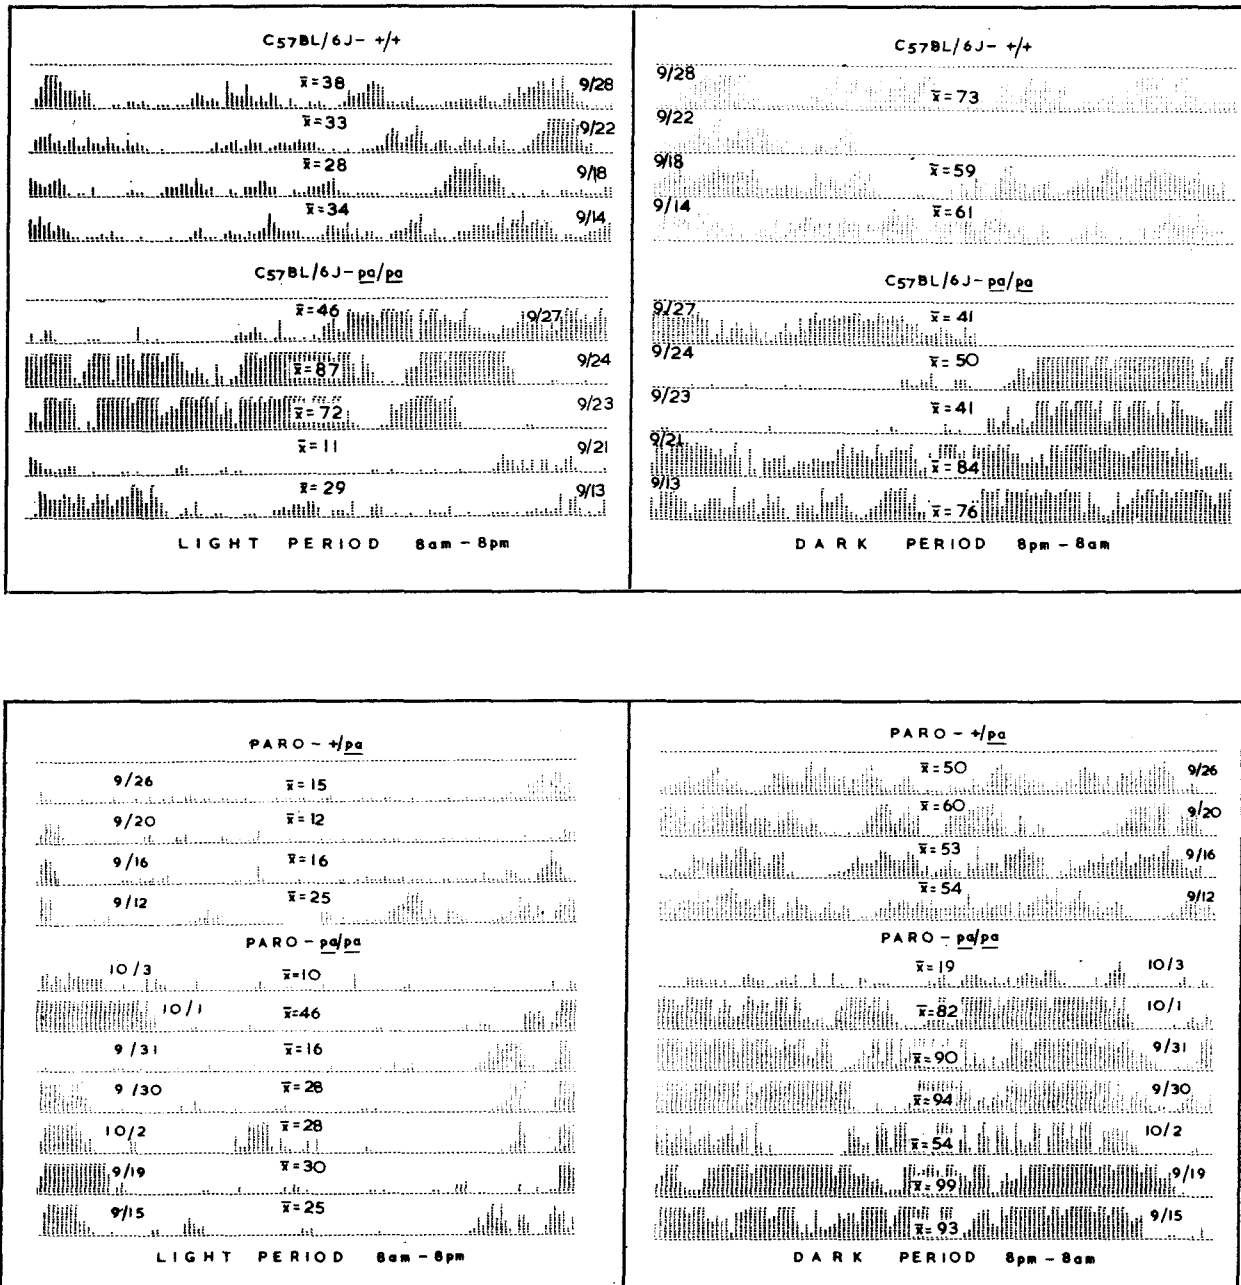 C57BL/6J- +/+
x̄=38 9/28
x̄=33 9/22
x̄=28 9/18
x̄=34 9/14
C57BL/6J-pa/pa
x̄=46 9/27
x̄=87 9/24
x̄=72 9/23
x̄=11 9/21
x̄=29 9/13
LIGHT PERIOD 8am-8pm
C57BL/6J- +/+
9/28 x̄=73
9/22
9/18 x̄=59
9/14 x̄=61
C57BL/6J-pa/pa
9/27 x̄=41
9/24 x̄=50
9/23 x̄=41
9/21 x̄=84
9/13 x̄=76
DARK PERIOD 8pm-8am
PARO - +/pa
9/26 x̄=15
9/20 x̄=12
9/16 x̄=16
9/12 x̄=25
PARO - pa/pa
10/3 x̄=10
10/1 x̄=46
9/31 x̄=16
9/30 x̄=28
10/2 x̄=28
9/19 x̄=30
9/15 x̄=25
LIGHT PERIOD 8am-8pm
PARO - +/pa
x̄=50 9/26
x̄=60 9/20
x̄=53 9/16
x̄=54 9/12
PARO - pa/pa
x̄=19 10/3
x̄=82 10/1
x̄=90 9/31
x̄=94 9/30
x̄=54 10/2
x̄=99 9/19
x̄=93 9/15
DARK PERIOD 8pm-8am